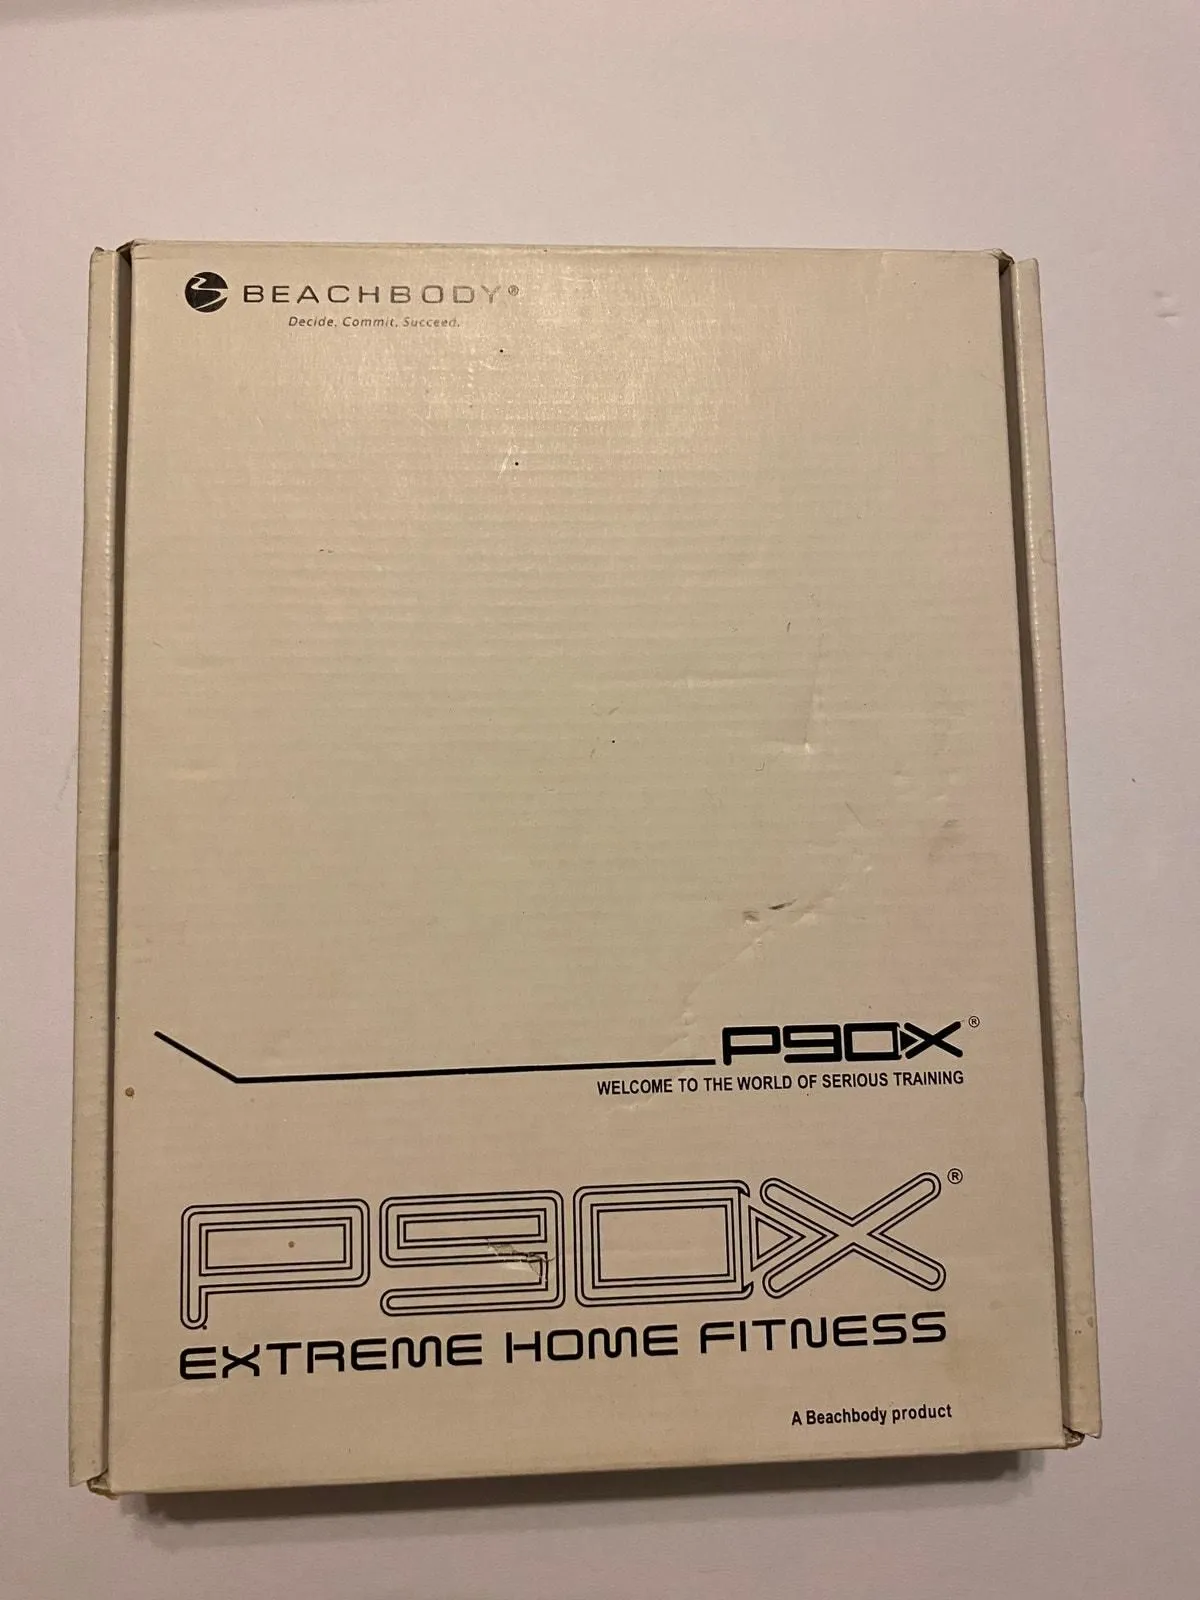 BEACHBODY®
Decide. Commit. Succeed.
P90X®
WELCOME TO THE WORLD OF SERIOUS TRAINING
P90X®
EXTREME HOME FITNESS
A Beachbody product